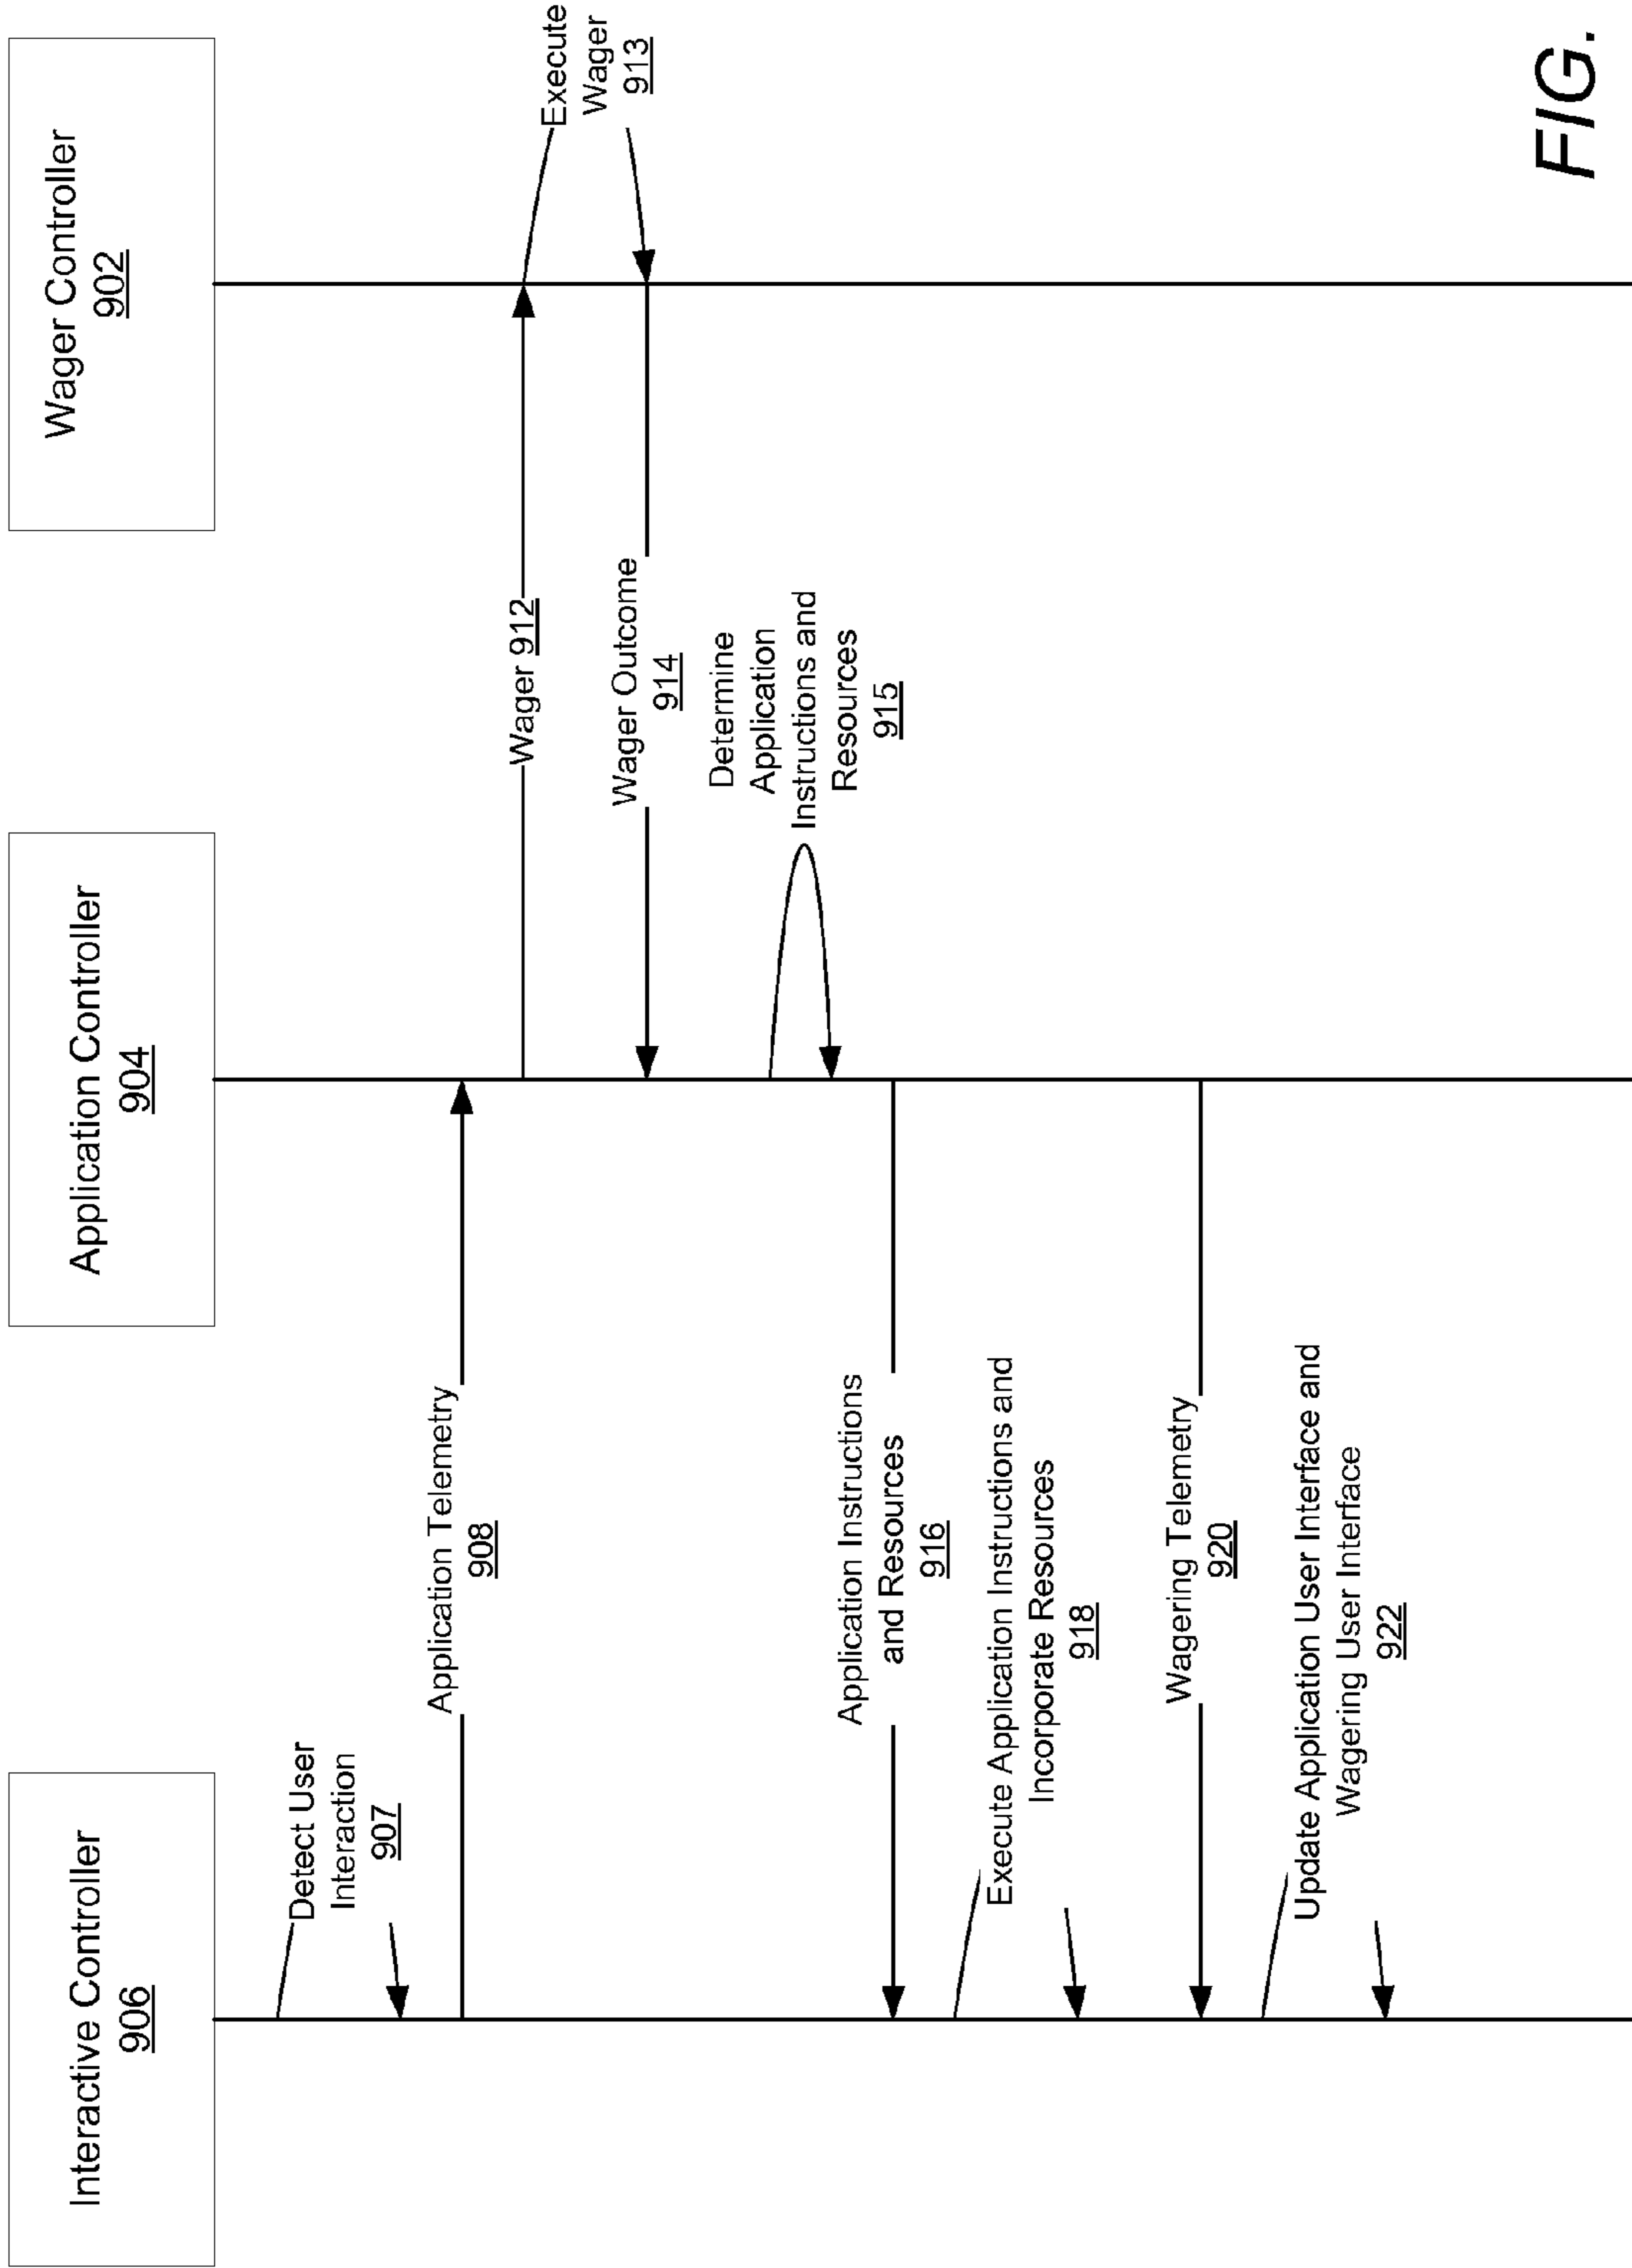 Interactive Controller
906
Application Controller
904
Wager Controller
902
Detect User
Interaction
907
Application Telemetry
908
Wager 912
Execute
Wager
913
Wager Outcome
914
Determine
Application
Instructions and
Resources
915
Application Instructions
and Resources
916
Execute Application Instructions and
Incorporate Resources
918
Wagering Telemetry
920
Update Application User Interface and
Wagering User Interface
922
FIG.